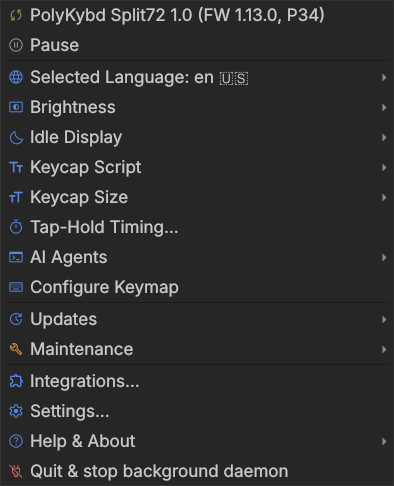 PolyKybd Split72 1.0 (FW 1.13.0, P34)
Pause
Selected Language: en 🇺🇸
Brightness
Idle Display
Keycap Script
Keycap Size
Tap-Hold Timing...
AI Agents
Configure Keymap
Updates
Maintenance
Integrations...
Settings...
Help & About
Quit & stop background daemon